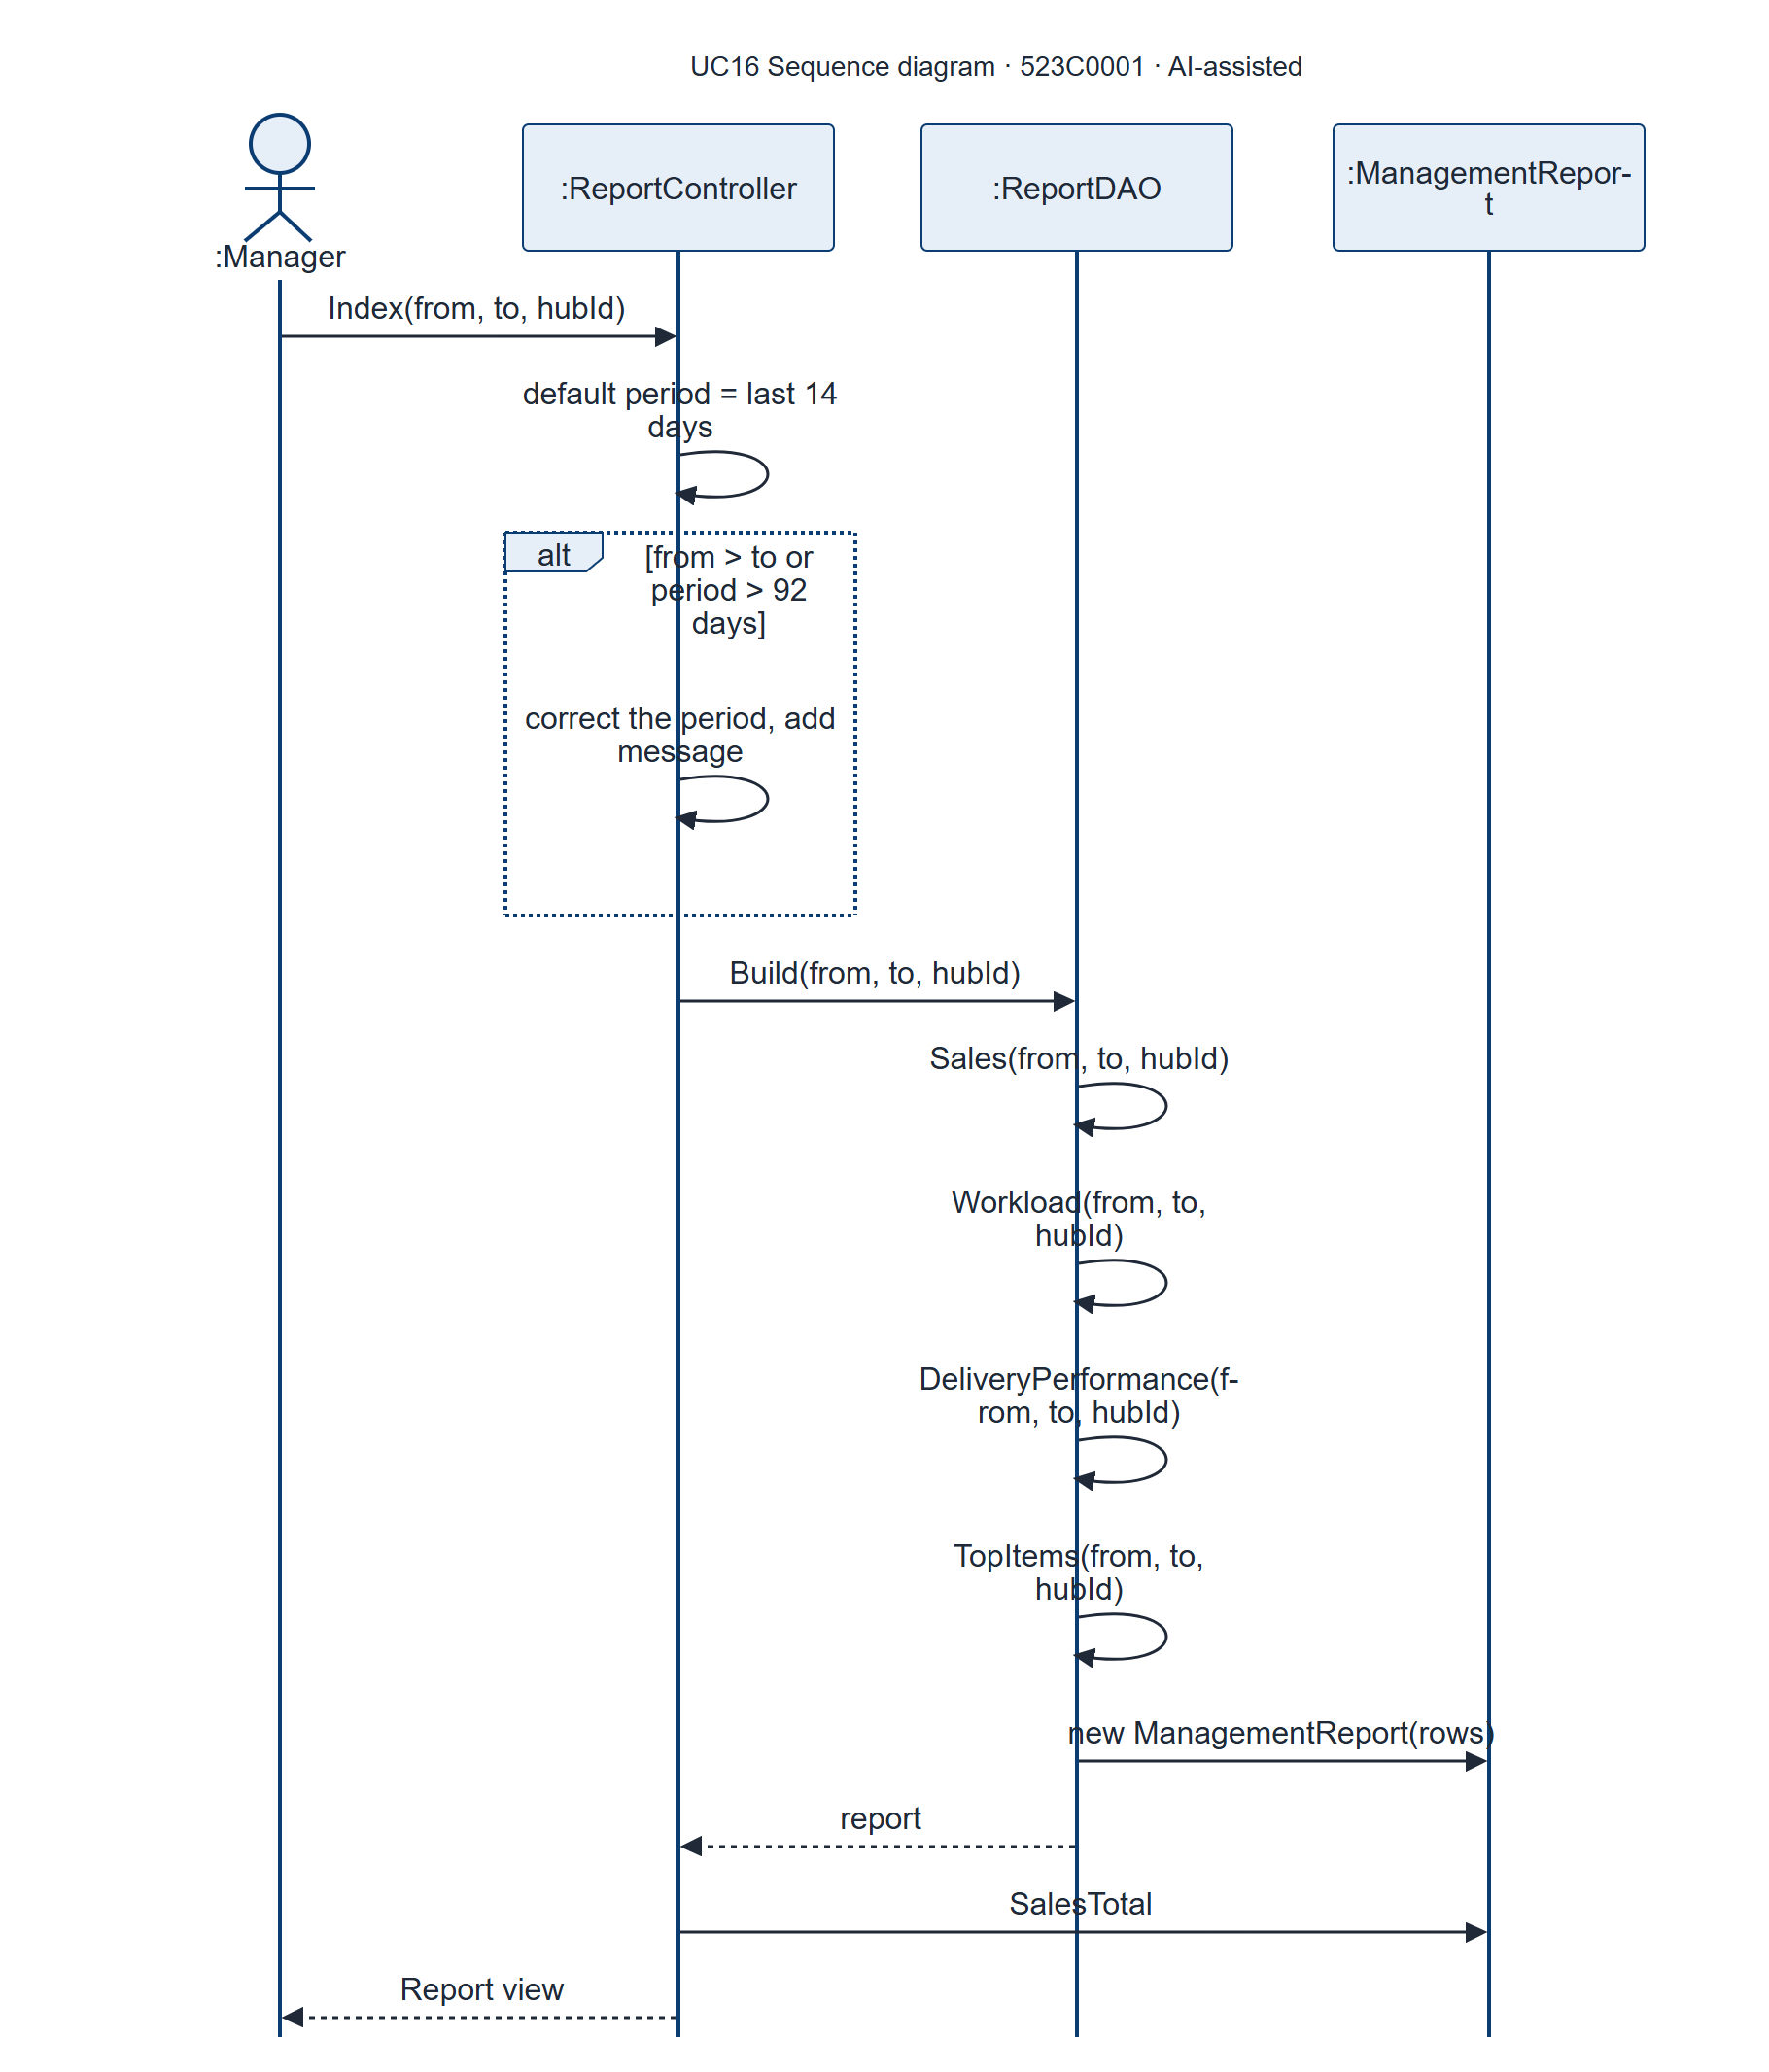 UC16 Sequence diagram · 523C0001 · AI-assisted
:Manager
:ReportController
:ReportDAO
:ManagementRepor-
t
Index(from, to, hubId)
default period = last 14
days
alt
[from > to or
period > 92
days]
correct the period, add
message
Build(from, to, hubId)
Sales(from, to, hubId)
Workload(from, to,
hubId)
DeliveryPerformance(f-
rom, to, hubId)
TopItems(from, to,
hubId)
new ManagementReport(rows)
report
SalesTotal
Report view